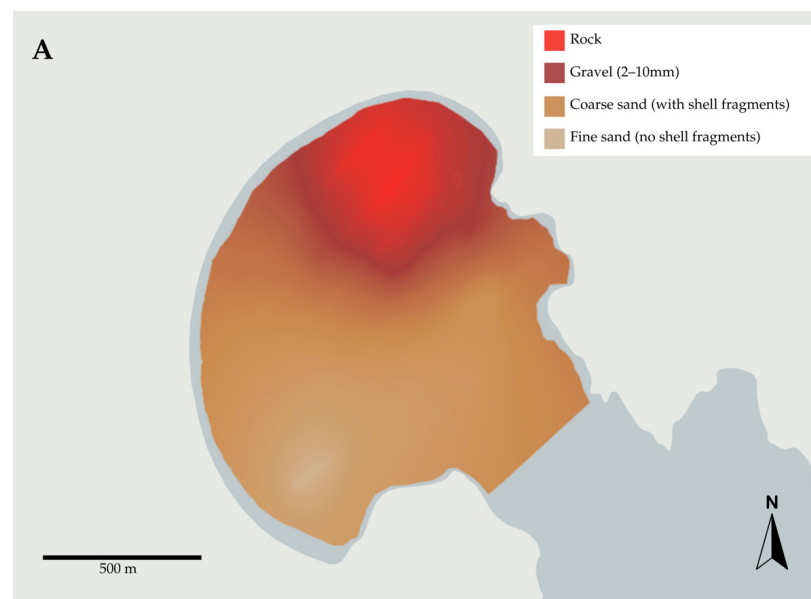 A
Rock
Gravel (2–10mm)
Coarse sand (with shell fragments)
Fine sand (no shell fragments)
N
500 m